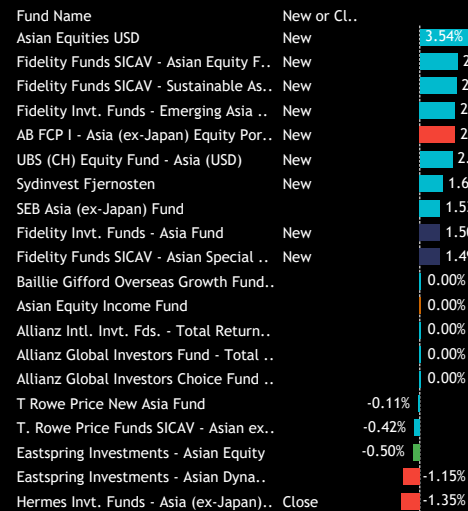 Fund Name New or Cl..
Asian Equities USD New 3.54%
Fidelity Funds SICAV - Asian Equity F.. New
Fidelity Funds SICAV - Sustainable As.. New
Fidelity Invt. Funds - Emerging Asia .. New
AB FCP I - Asia (ex-Japan) Equity Por.. New
UBS (CH) Equity Fund - Asia (USD) New
Sydinvest Fjernosten New
SEB Asia (ex-Japan) Fund
Fidelity Invt. Funds - Asia Fund New
Fidelity Funds SICAV - Asian Special .. New
Baillie Gifford Overseas Growth Fund.. 0.00%
Asian Equity Income Fund 0.00%
Allianz Intl. Invt. Fds. - Total Return.. 0.00%
Allianz Global Investors Fund - Total .. 0.00%
Allianz Global Investors Choice Fund .. 0.00%
T Rowe Price New Asia Fund -0.11%
T. Rowe Price Funds SICAV - Asian ex.. -0.42%
Eastspring Investments - Asian Equity -0.50%
Eastspring Investments - Asian Dyna.. -1.15%
Hermes Invt. Funds - Asia (ex-Japan).. Close -1.35%